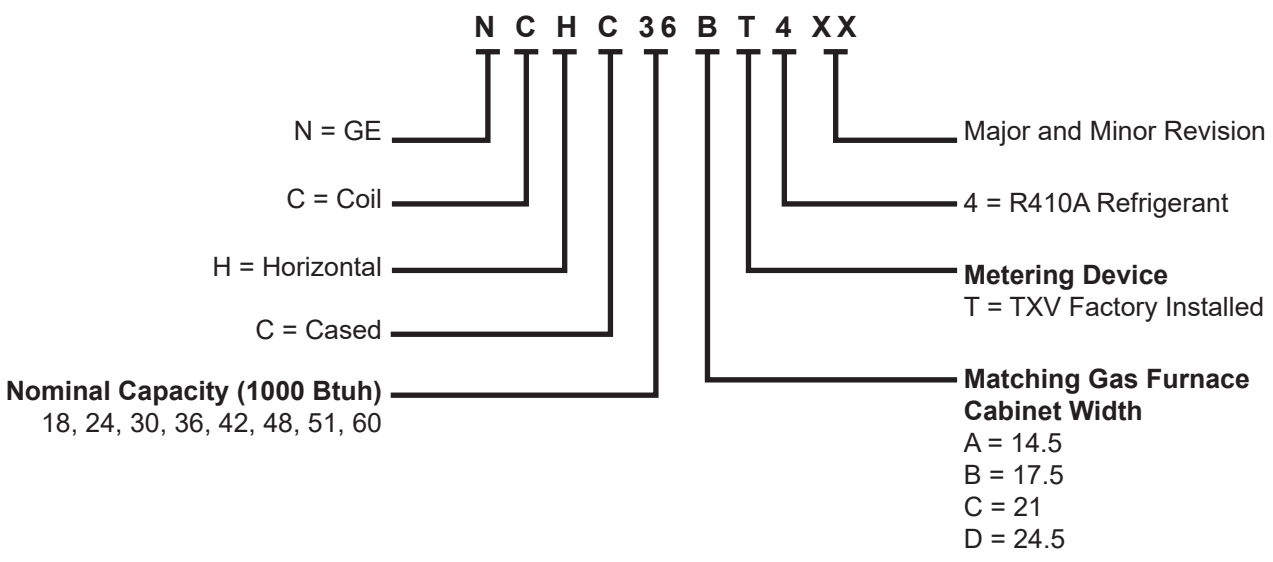 N C H C 36 B T 4 XX
N = GE
C = Coil
H = Horizontal
C = Cased
Nominal Capacity (1000 Btuh)
18, 24, 30, 36, 42, 48, 51, 60
Major and Minor Revision
4 = R410A Refrigerant
Metering Device
T = TXV Factory Installed
Matching Gas Furnace
Cabinet Width
A = 14.5
B = 17.5
C = 21
D = 24.5